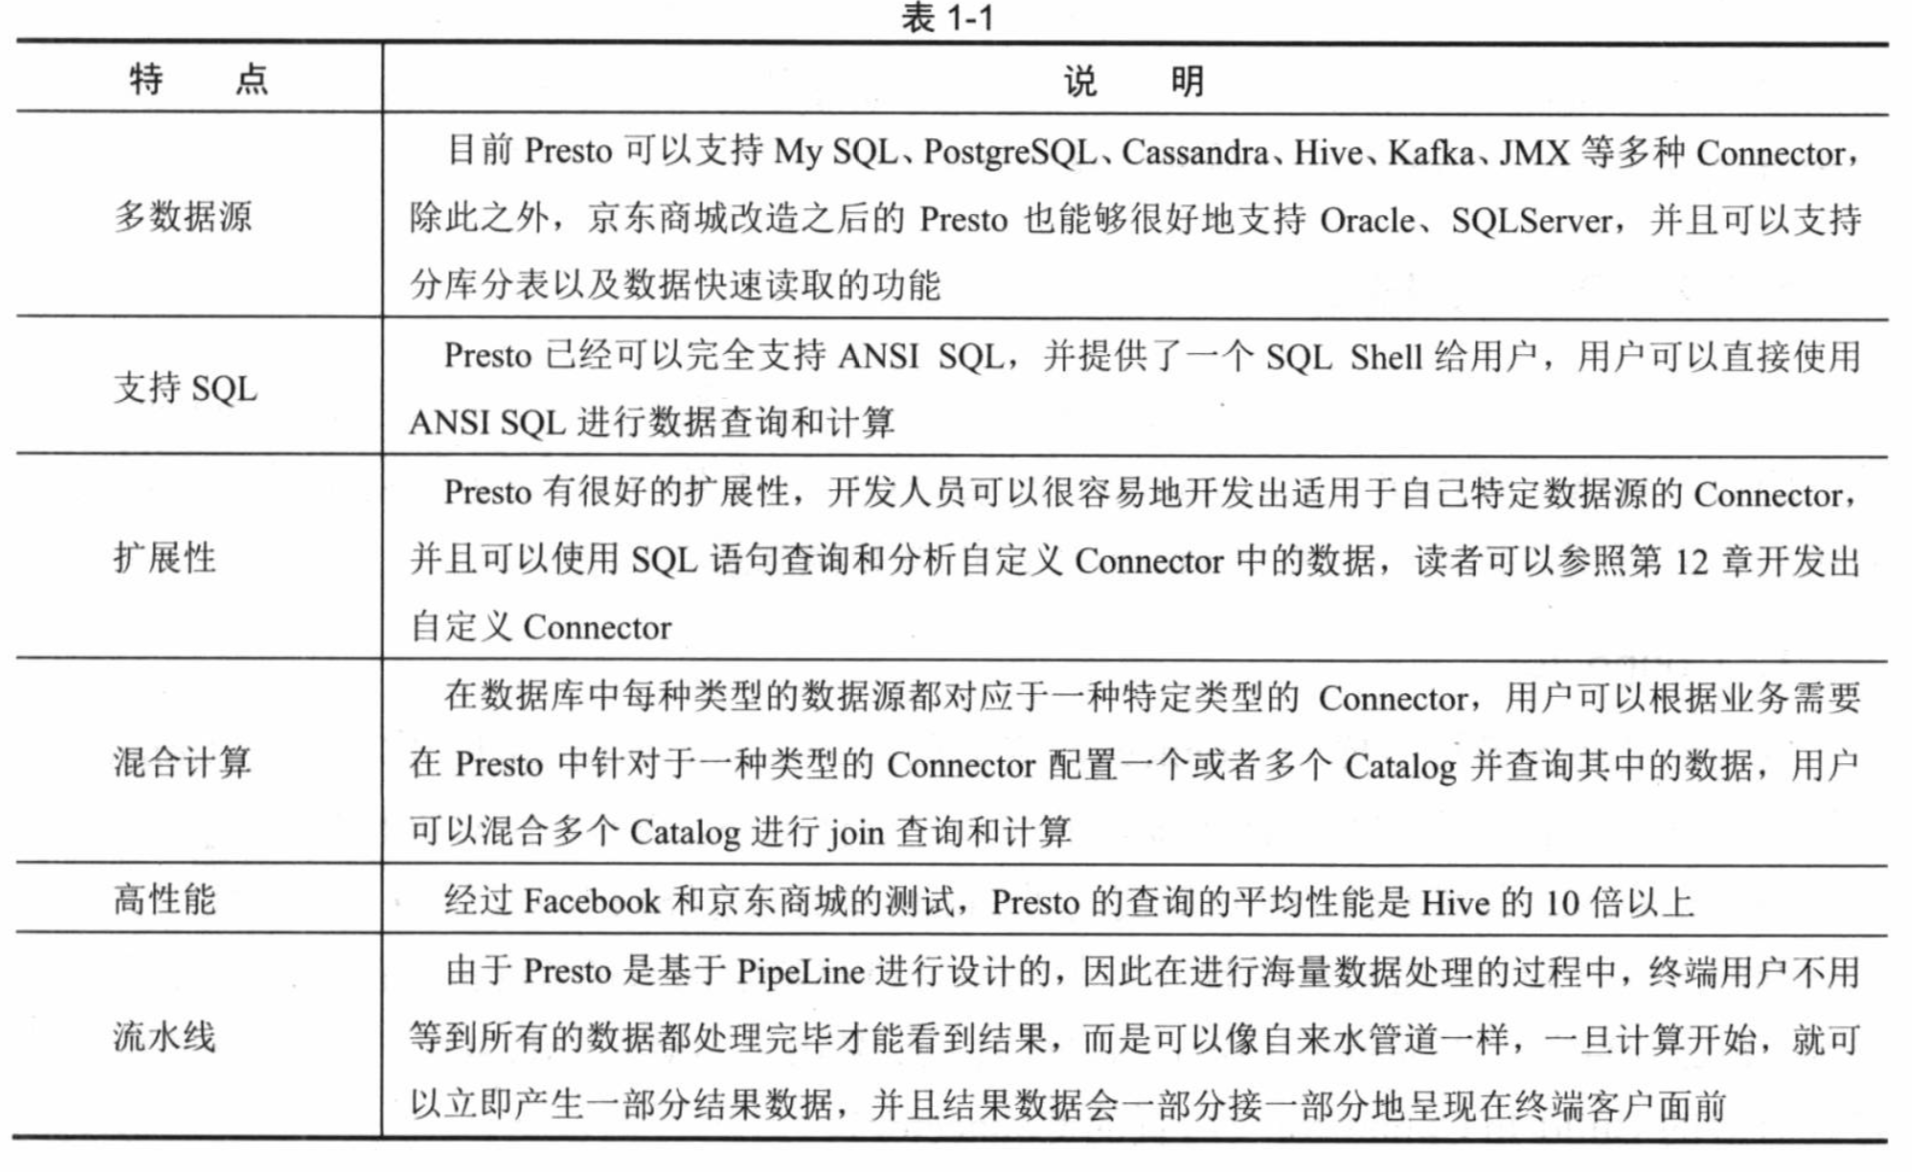 表 1-1
特 点
说 明
多数据源
目前 Presto 可以支持 My SQL、PostgreSQL、Cassandra、Hive、Kafka、JMX 等多种 Connector，
除此之外，京东商城改造之后的 Presto 也能够很好地支持 Oracle、SQLServer，并且可以支持
分库分表以及数据快速读取的功能
支持 SQL
Presto 已经可以完全支持 ANSI SQL，并提供了一个 SQL Shell 给用户，用户可以直接使用
ANSI SQL 进行数据查询和计算
扩展性
Presto 有很好的扩展性，开发人员可以很容易地开发出适用于自己特定数据源的 Connector，
并且可以使用 SQL 语句查询和分析自定义 Connector 中的数据，读者可以参照第 12 章开发出
自定义 Connector
混合计算
在数据库中每种类型的数据源都对应于一种特定类型的 Connector，用户可以根据业务需要
在 Presto 中针对于一种类型的 Connector 配置一个或者多个 Catalog 并查询其中的数据，用户
可以混合多个 Catalog 进行 join 查询和计算
高性能
经过 Facebook 和京东商城的测试，Presto 的查询的平均性能是 Hive 的 10 倍以上
流水线
由于 Presto 是基于 PipeLine 进行设计的，因此在进行海量数据处理的过程中，终端用户不用
等到所有的数据都处理完毕才能看到结果，而是可以像自来水管道一样，一旦计算开始，就可
以立即产生一部分结果数据，并且结果数据会一部分接一部分地呈现在终端客户面前